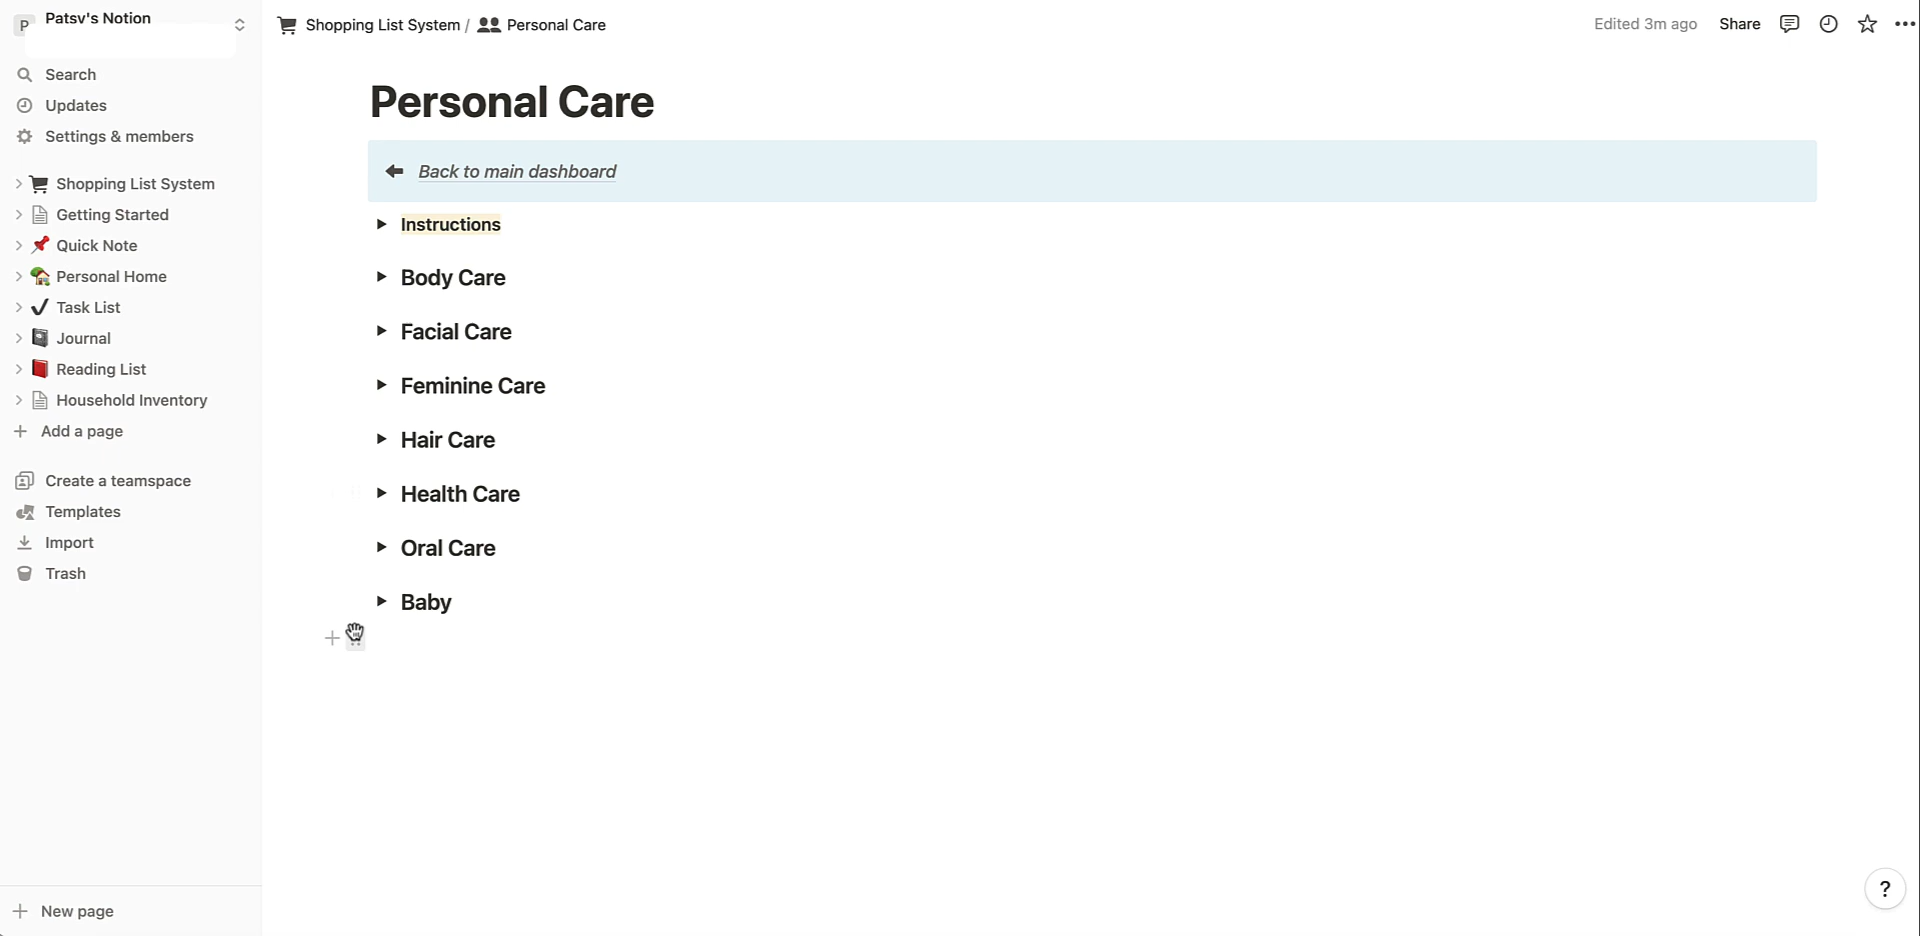 P Patsv's Notion
Shopping List System / Personal Care
Edited 3m ago Share
Search
Updates
Settings & members
Shopping List System
Getting Started
Quick Note
Personal Home
Task List
Journal
Reading List
Household Inventory
Add a page
Create a teamspace
Templates
Import
Trash
New page
Personal Care
Back to main dashboard
Instructions
Body Care
Facial Care
Feminine Care
Hair Care
Health Care
Oral Care
Baby
?